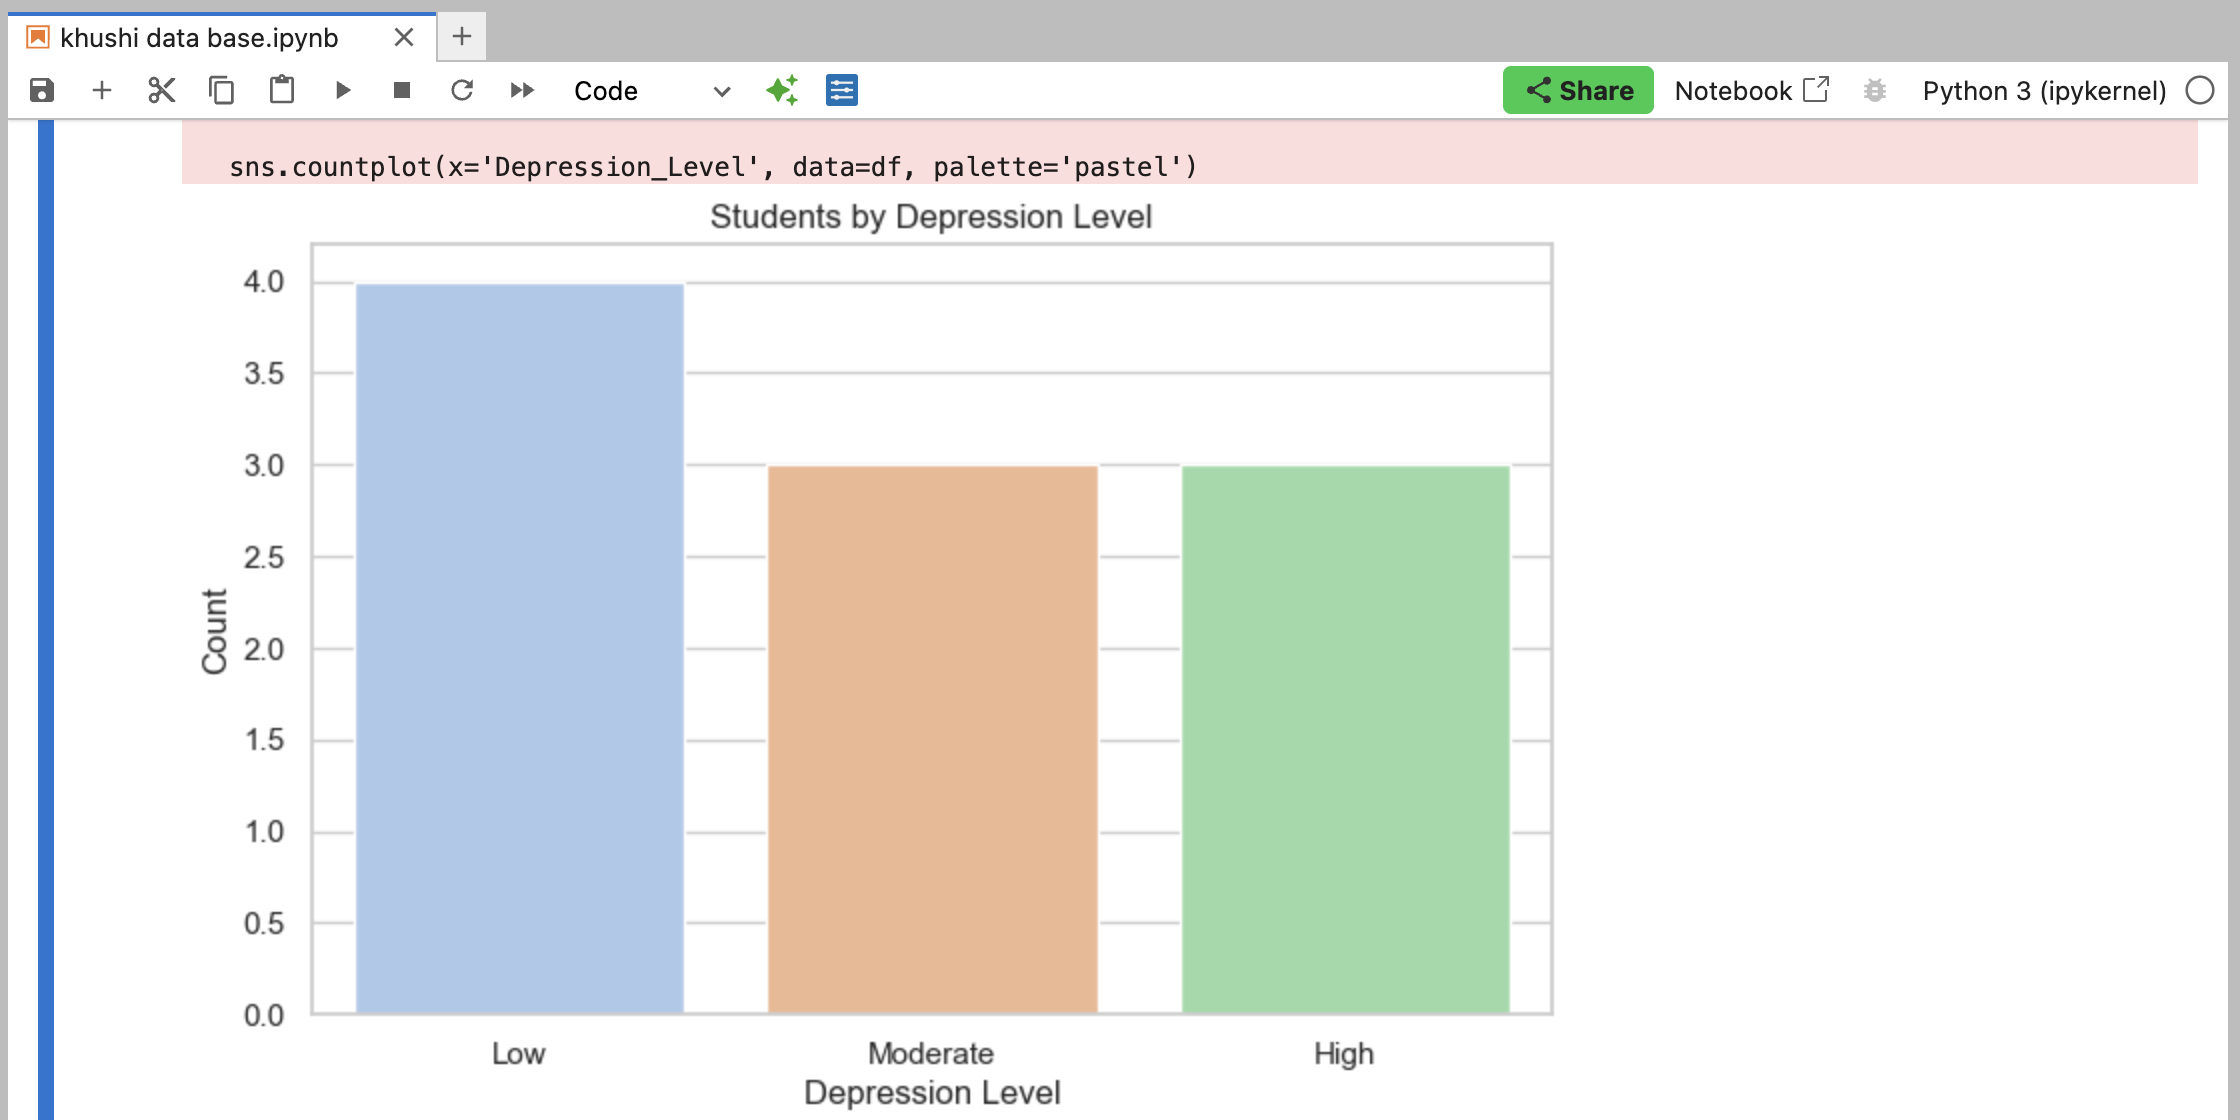 khushi data base.ipynb
Code
Share
Notebook
Python 3 (ipykernel)
sns.countplot(x='Depression_Level', data=df, palette='pastel')
Students by Depression Level
4.0
3.5
3.0
2.5
2.0
1.5
1.0
0.5
0.0
Count
Low Moderate High
Depression Level